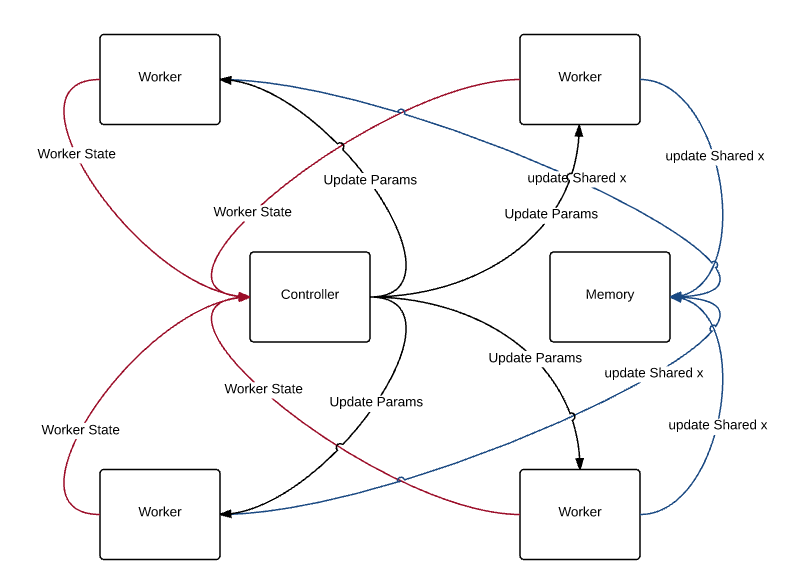 Worker
Worker
Worker State
update Shared x
update Shared x
Update Params
Worker State
Update Params
Controller
Memory
Update Params
update Shared x
Worker State
Update Params
update Shared x
Worker State
Worker
Worker